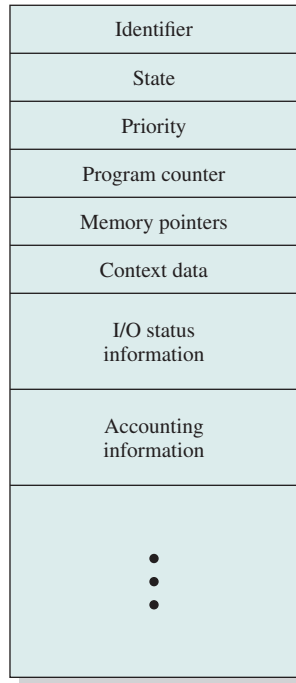 Identifier
State
Priority
Program counter
Memory pointers
Context data
I/O status
information
Accounting
information